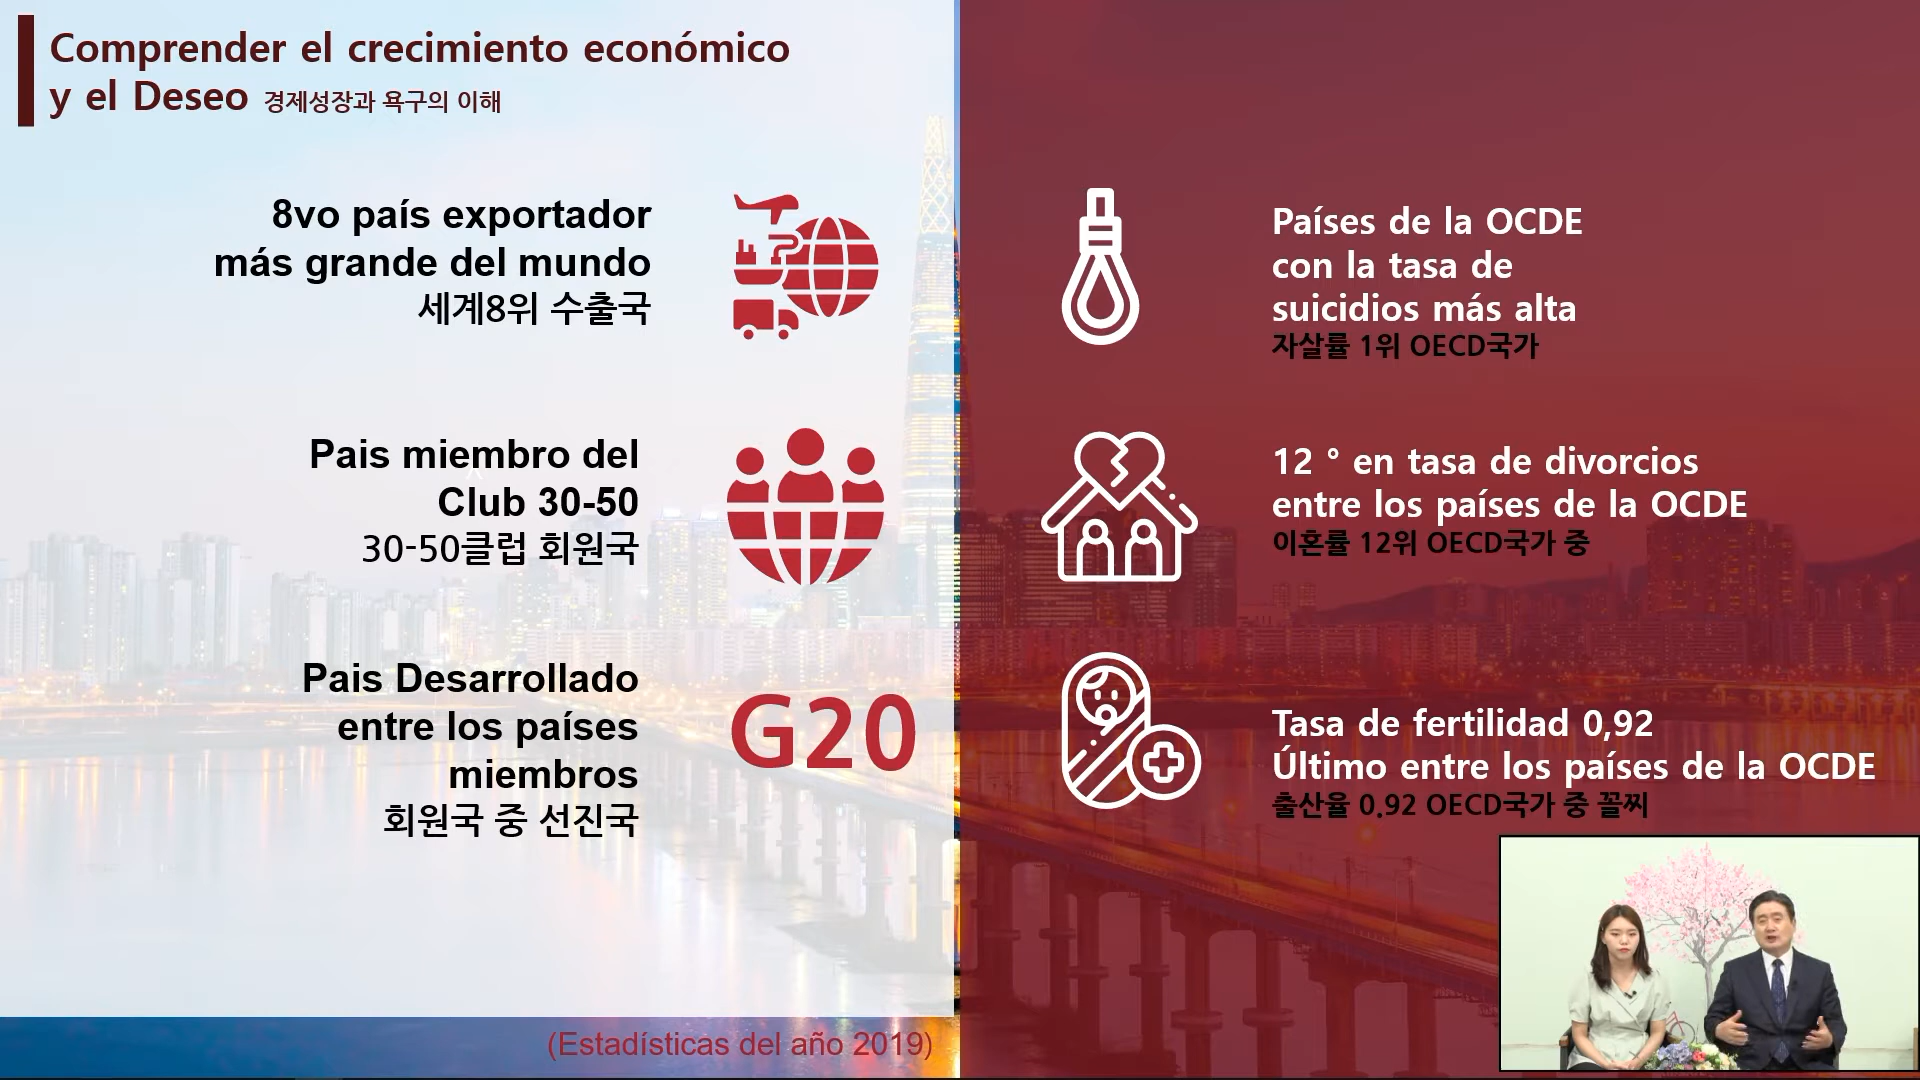 Comprender el crecimiento económico
y el Deseo 경제성장과 욕구의 이해
8vo país exportador
más grande del mundo
세계8위 수출국
Pais miembro del
Club 30-50
30-50클럽 회원국
Pais Desarrollado
entre los países
miembros
회원국 중 선진국
G20
(Estadísticas del año 2019)
Países de la OCDE
con la tasa de
suicidios más alta
자살률 1위 OECD국가
12 ° en tasa de divorcios
entre los países de la OCDE
이혼률 12위 OECD국가 중
Tasa de fertilidad 0,92
Último entre los países de la OCDE
출산율 0.92 OECD국가 중 꼴찌